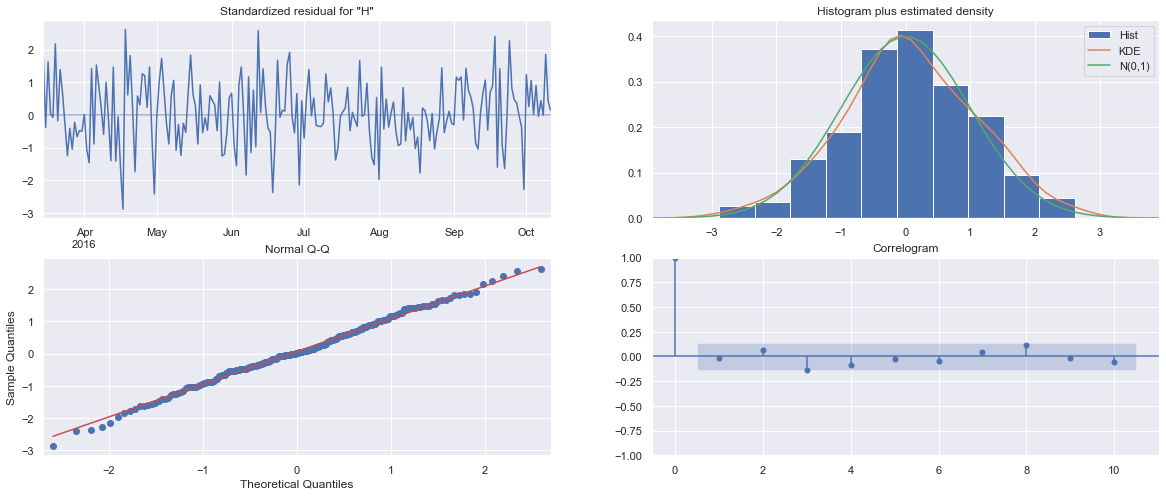 Standardized residual for "H"
2
1
0
−1
−2
−3
Apr
2016
May
Jun
Jul
Aug
Sep
Oct
Histogram plus estimated density
Hist
KDE
N(0,1)
0.4
0.3
0.2
0.1
0.0
−3
−2
−1
0
1
2
3
Normal Q-Q
Sample Quantiles
2
1
0
−1
−2
−3
−2
−1
0
1
2
Theoretical Quantiles
Correlogram
1.00
0.75
0.50
0.25
0.00
−0.25
−0.50
−0.75
−1.00
0
2
4
6
8
10